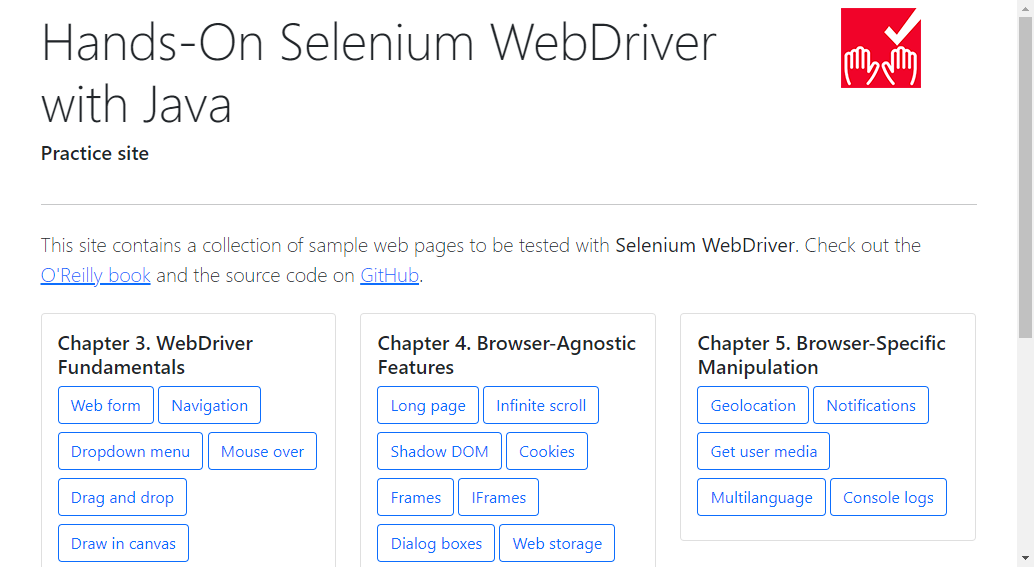 Hands-On Selenium WebDriver
with Java
Practice site
This site contains a collection of sample web pages to be tested with Selenium WebDriver. Check out the
O'Reilly book and the source code on GitHub.
Chapter 3. WebDriver
Fundamentals
Web form Navigation
Dropdown menu Mouse over
Drag and drop
Draw in canvas
Chapter 4. Browser-Agnostic
Features
Long page Infinite scroll
Shadow DOM Cookies
Frames IFrames
Dialog boxes Web storage
Chapter 5. Browser-Specific
Manipulation
Geolocation Notifications
Get user media
Multilanguage Console logs